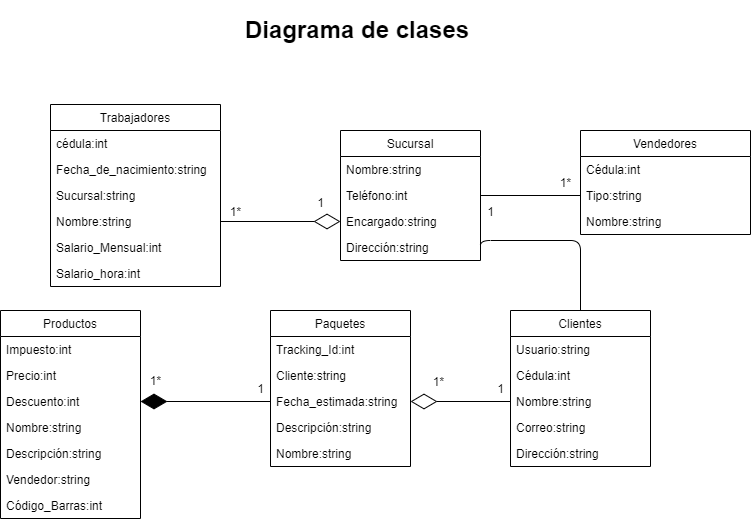 Diagrama de clases
Trabajadores
cédula:int
Fecha_de_nacimiento:string
Sucursal:string
Nombre:string
Salario_Mensual:int
Salario_hora:int
1*
1
Sucursal
Nombre:string
Teléfono:int
Encargado:string
Dirección:string
1
1*
Vendedores
Cédula:int
Tipo:string
Nombre:string
Productos
Impuesto:int
Precio:int
Descuento:int
Nombre:string
Descripción:string
Vendedor:string
Código_Barras:int
1*
1
Paquetes
Tracking_Id:int
Cliente:string
Fecha_estimada:string
Descripción:string
Nombre:string
1*
1
Clientes
Usuario:string
Cédula:int
Nombre:string
Correo:string
Dirección:string